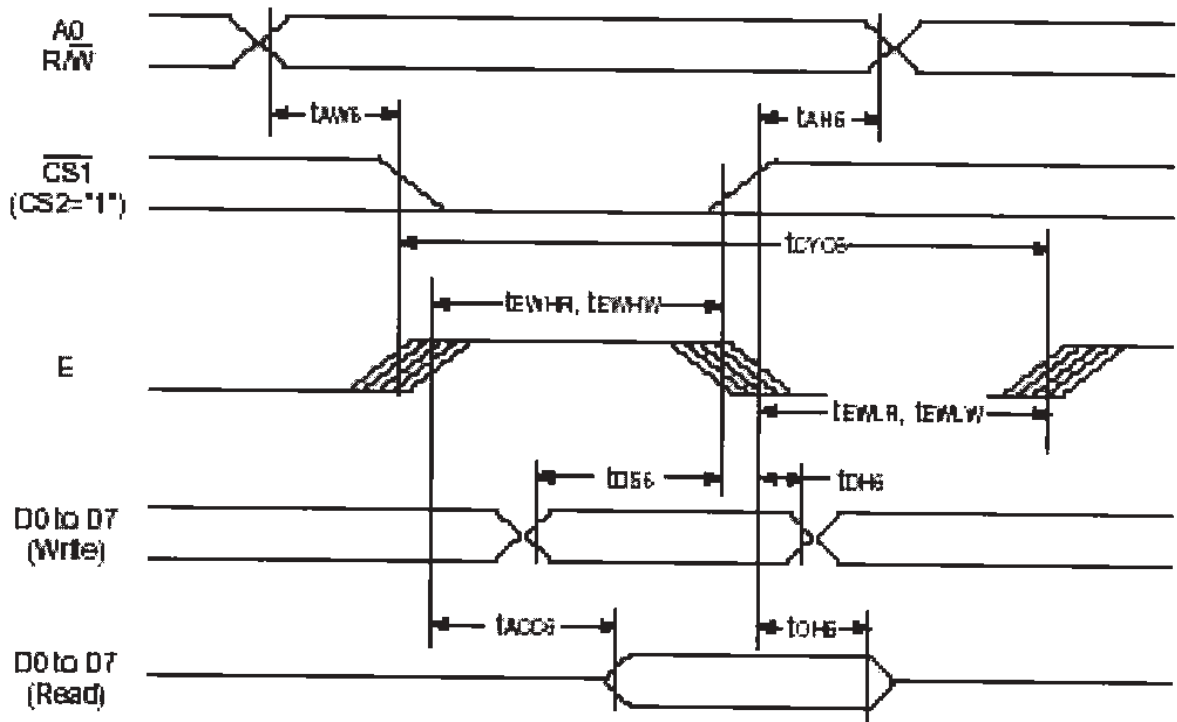 A0
R/W̅
tAW6
tAH6
C̅S̅1̅
(CS2="1")
tCYC6
tEWHR, tEWHW
E
tEWLR, tEWLW
tDS6
tDH6
D0 to D7
(Write)
tACC6
tOH6
D0 to D7
(Read)